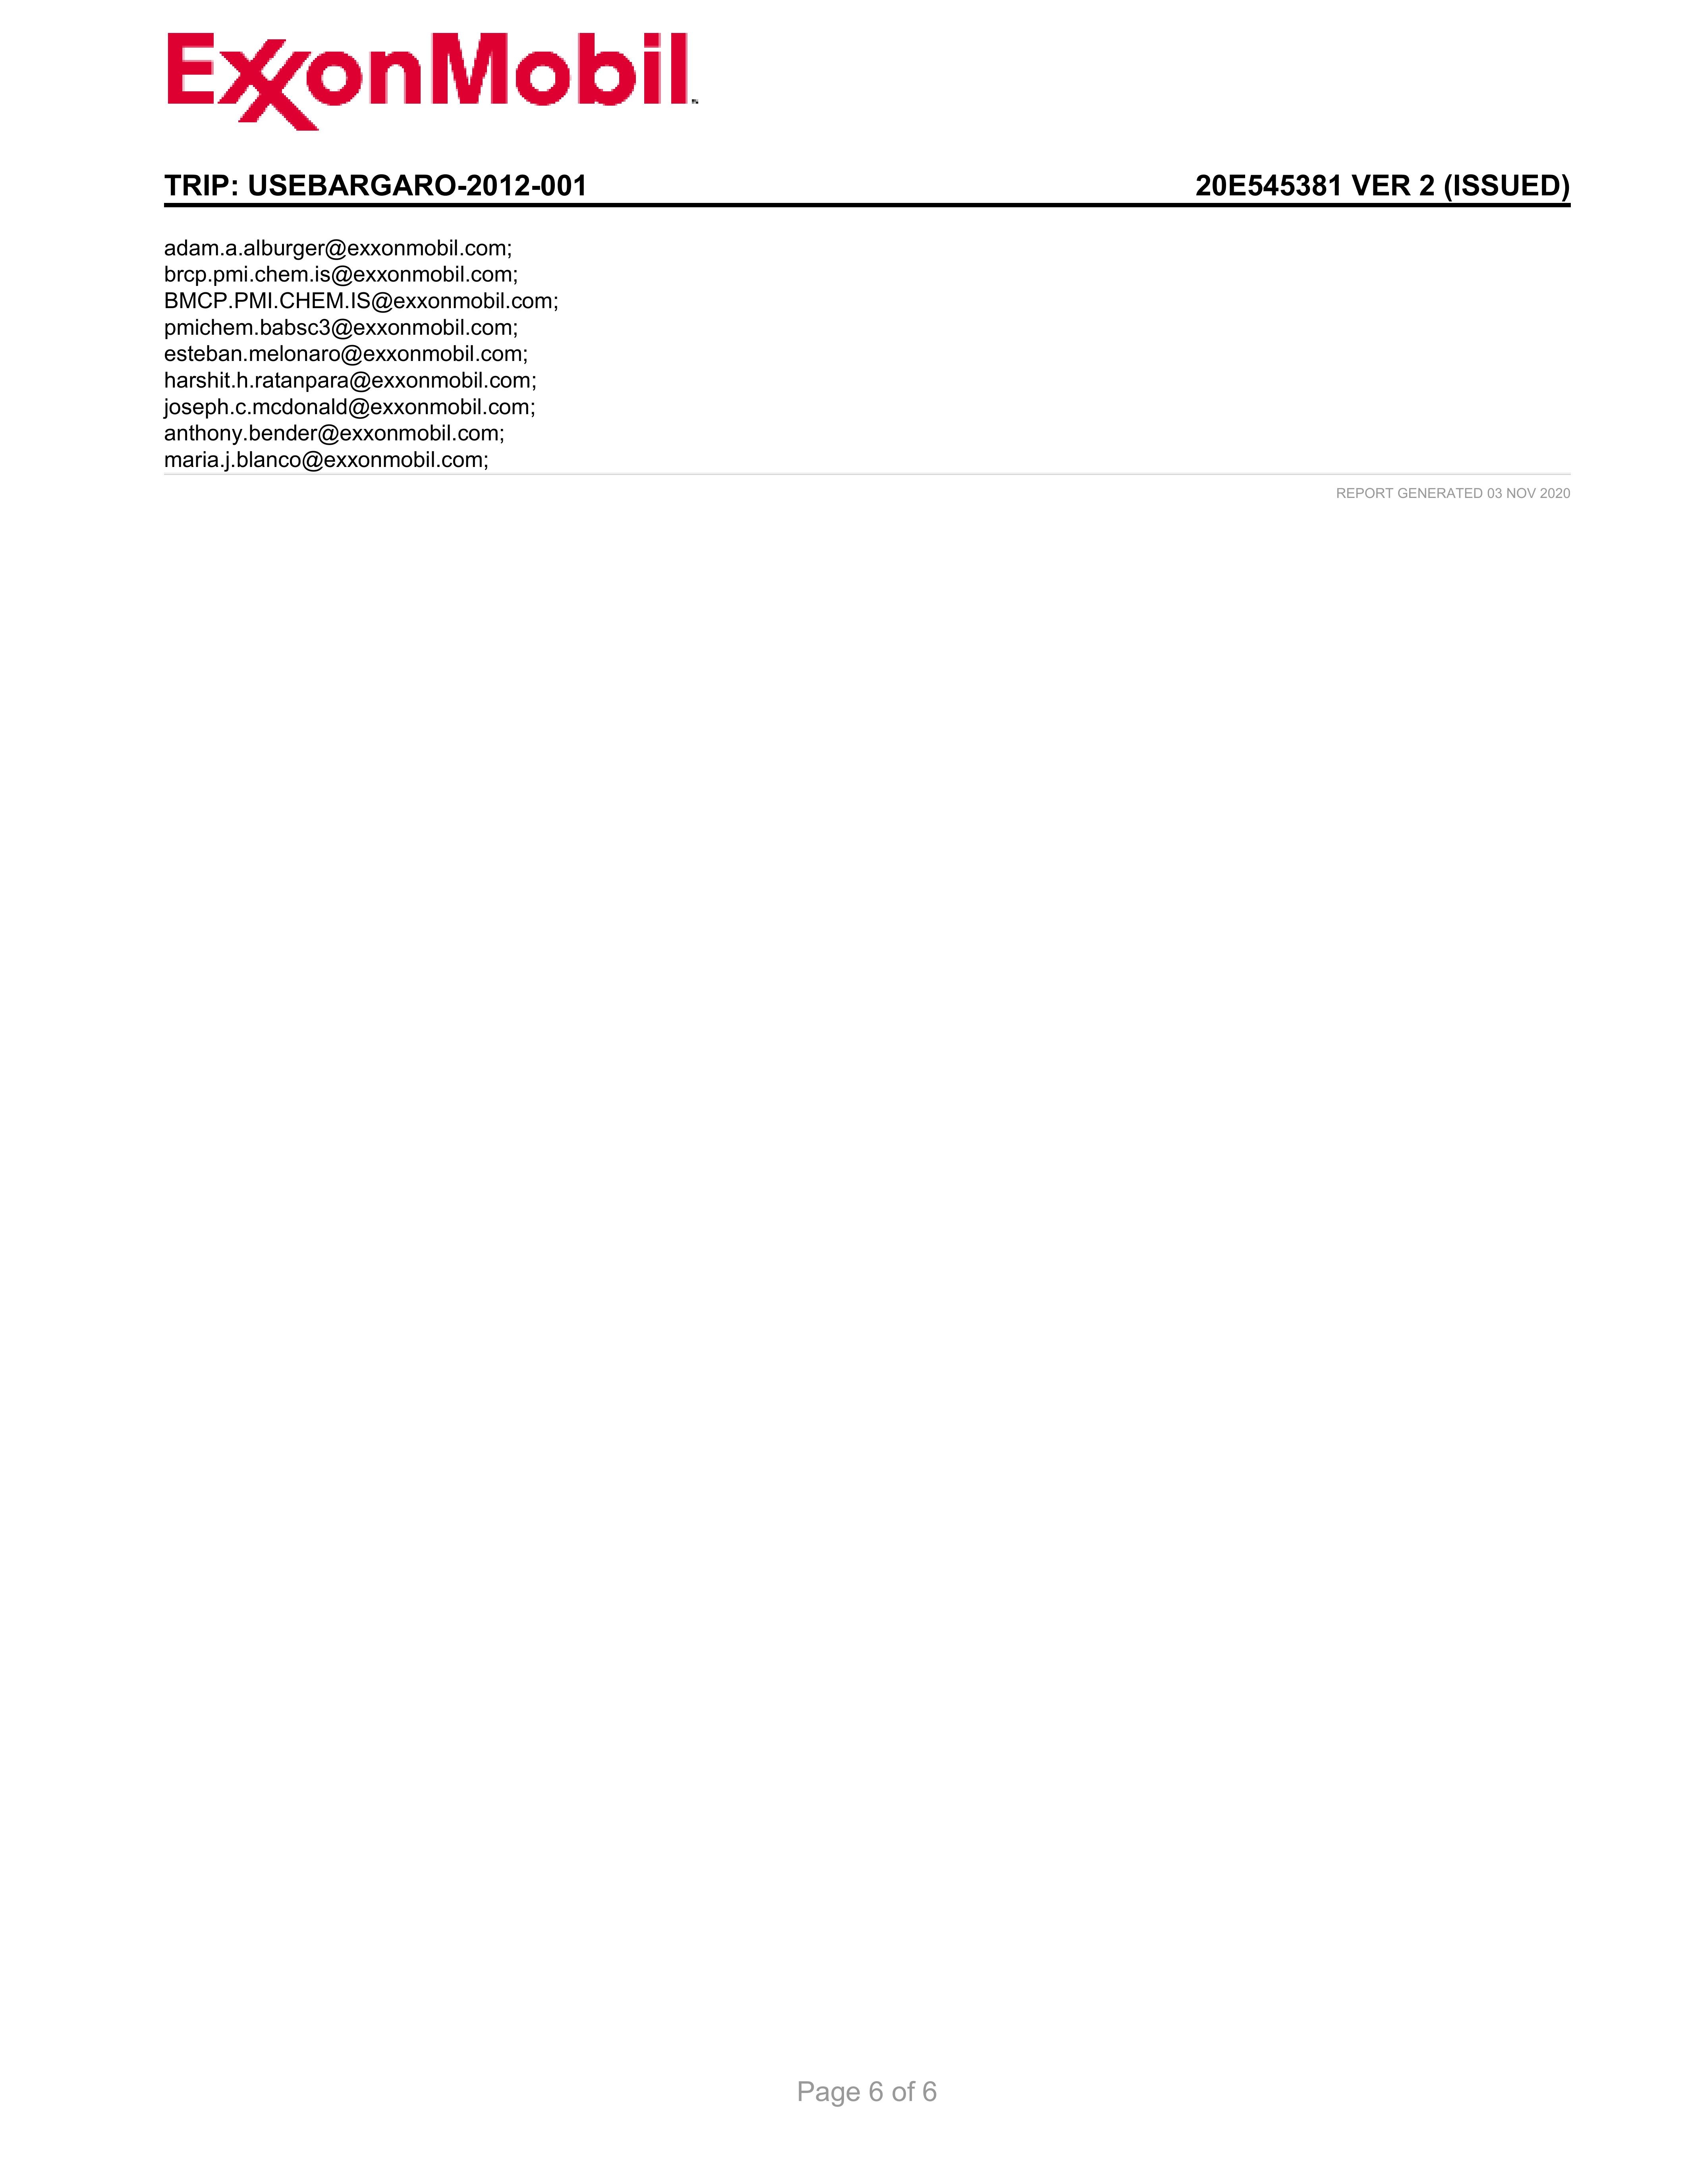 ExxonMobil
TRIP: USEBARGARO-2012-001 20E545381 VER 2 (ISSUED)
adam.a.alburger@exxonmobil.com;
brcp.pmi.chem.is@exxonmobil.com;
BMCP.PMI.CHEM.IS@exxonmobil.com;
pmichem.babsc3@exxonmobil.com;
esteban.melonaro@exxonmobil.com;
harshit.h.ratanpara@exxonmobil.com;
joseph.c.mcdonald@exxonmobil.com;
anthony.bender@exxonmobil.com;
maria.j.blanco@exxonmobil.com;
REPORT GENERATED 03 NOV 2020
Page 6 of 6